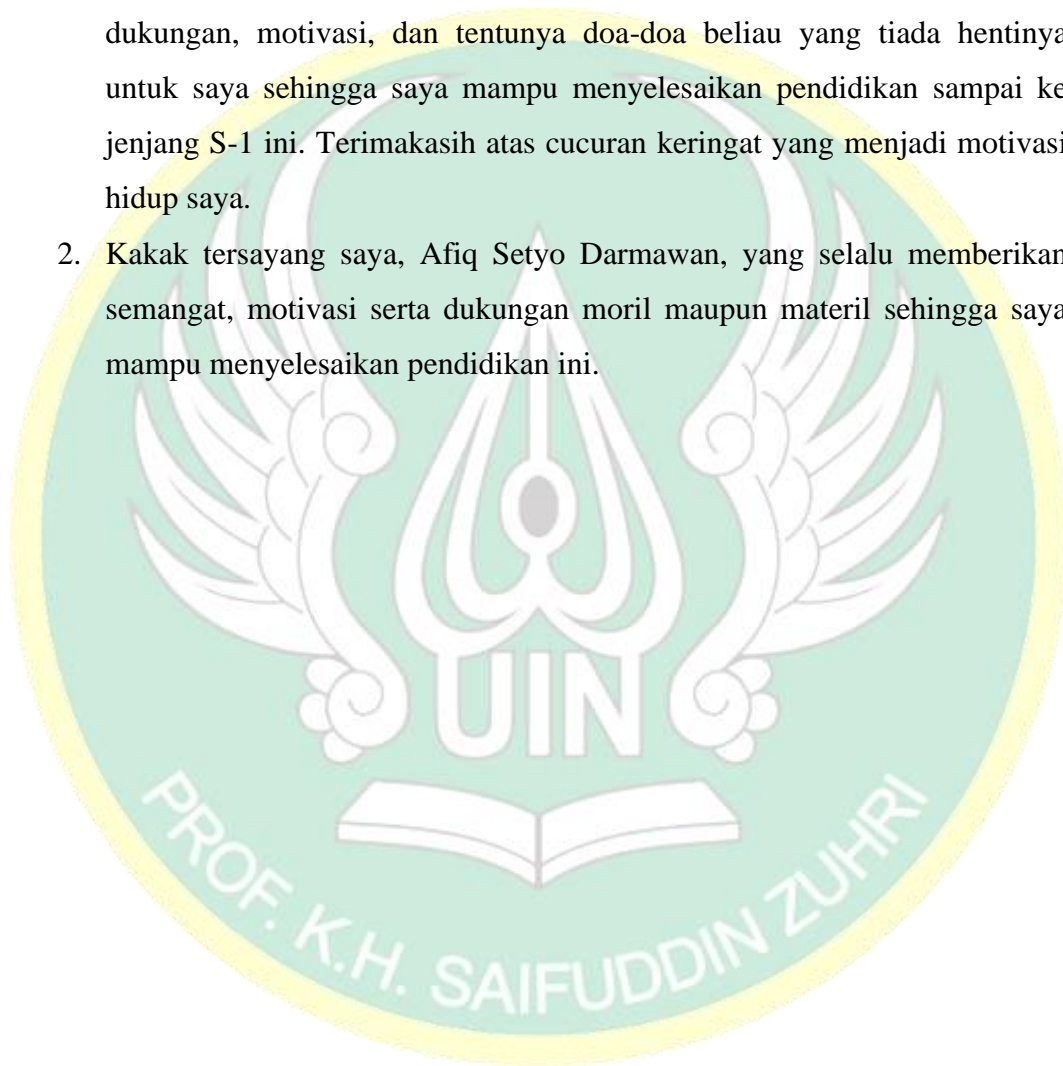 dukungan, motivasi, dan tentunya doa-doa beliau yang tiada hentinya
untuk saya sehingga saya mampu menyelesaikan pendidikan sampai ke
jenjang S-1 ini. Terimakasih atas cucuran keringat yang menjadi motivasi
hidup saya.
2. Kakak tersayang saya, Afiq Setyo Darmawan, yang selalu memberikan
semangat, motivasi serta dukungan moril maupun materil sehingga saya
mampu menyelesaikan pendidikan ini.
UIN
PROF. K.H. SAIFUDDIN ZUHRI